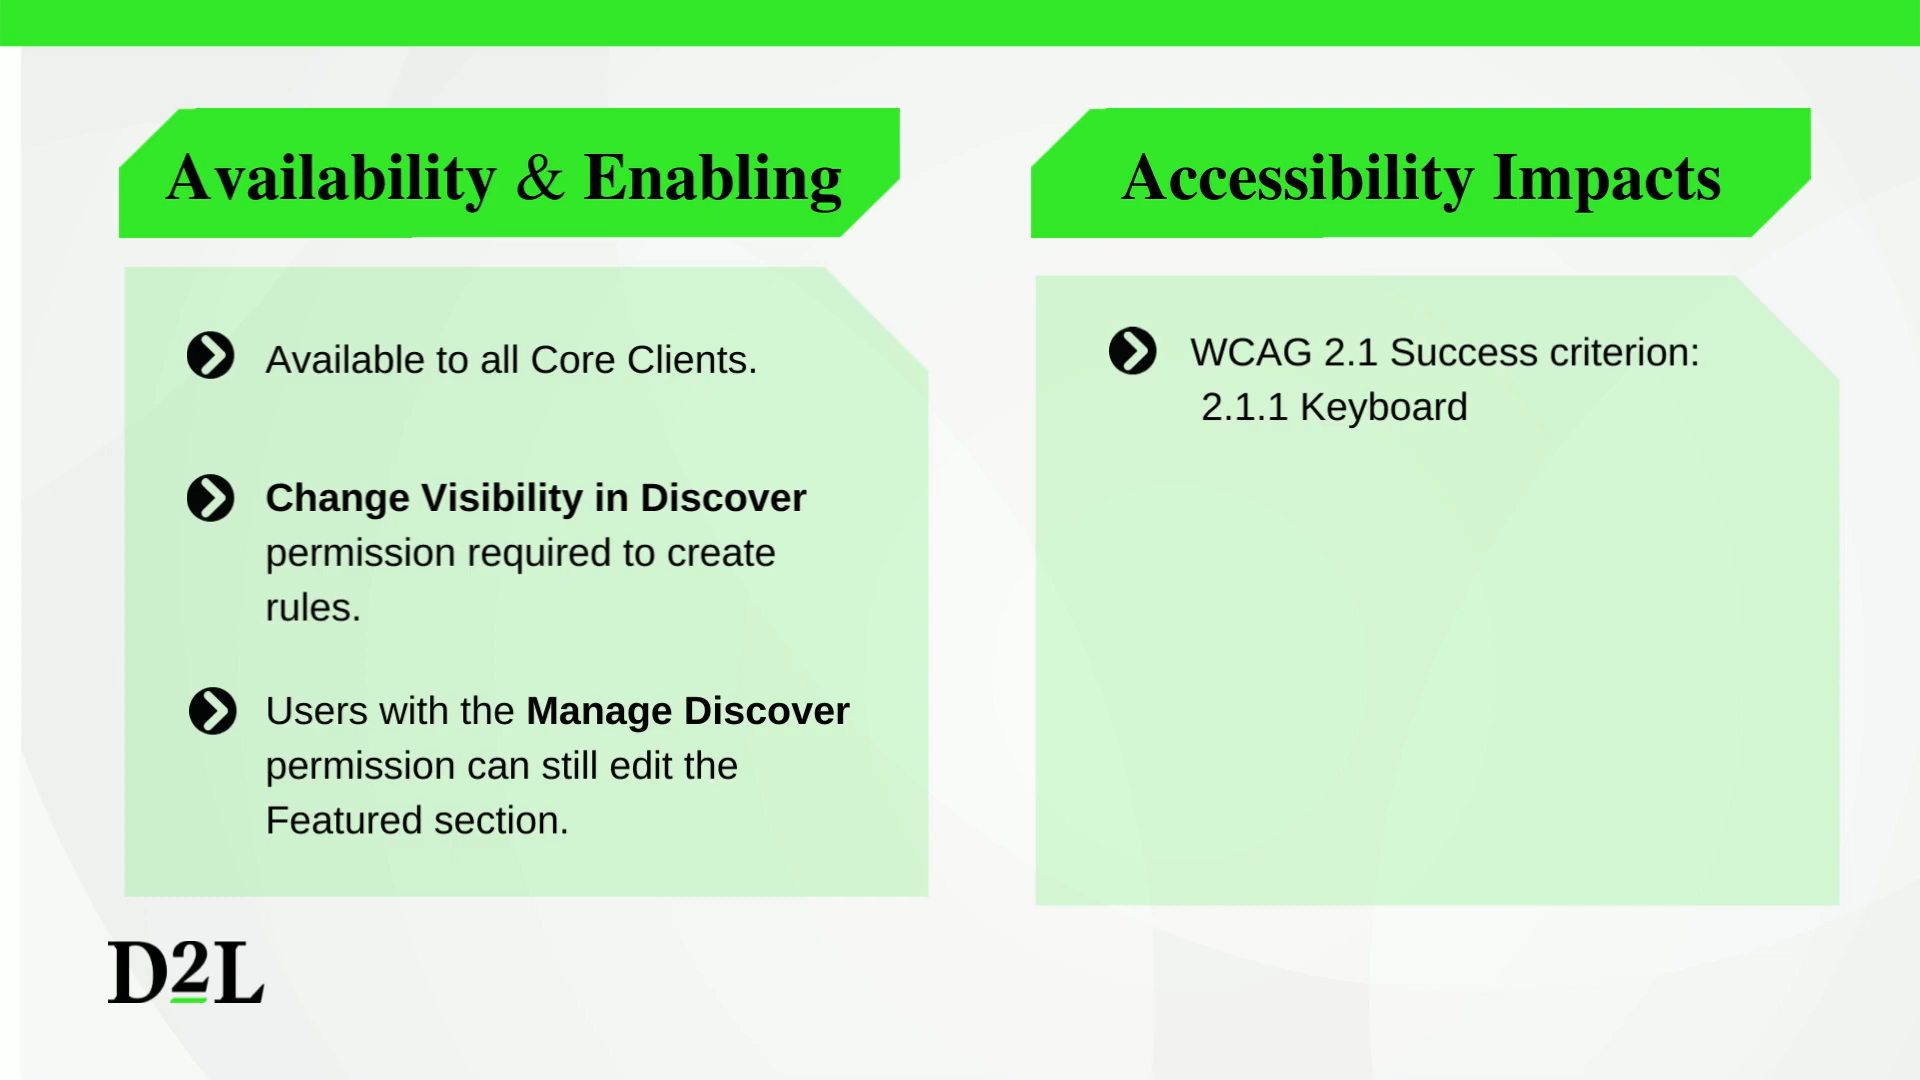 Availability & Enabling
Available to all Core Clients.
Change Visibility in Discover
permission required to create
rules.
Users with the Manage Discover
permission can still edit the
Featured section.
Accessibility Impacts
WCAG 2.1 Success criterion:
2.1.1 Keyboard
D2L